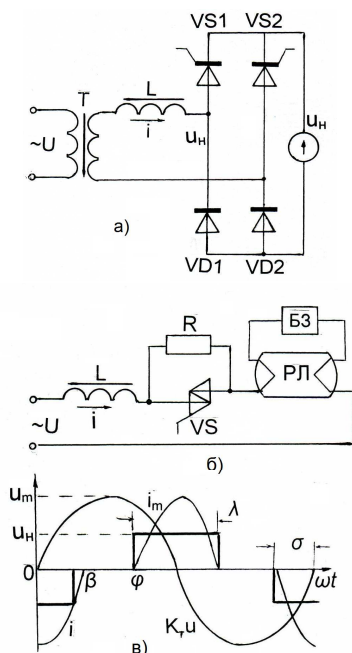 VS1 VS2
T
L
i
~U
uн
uн
а)
VD1 VD2
БЗ
R
L
РЛ
i
~U
VS
б)
um
im
λ
uн
σ
0
β
φ
ωt
i
Kтu
в)